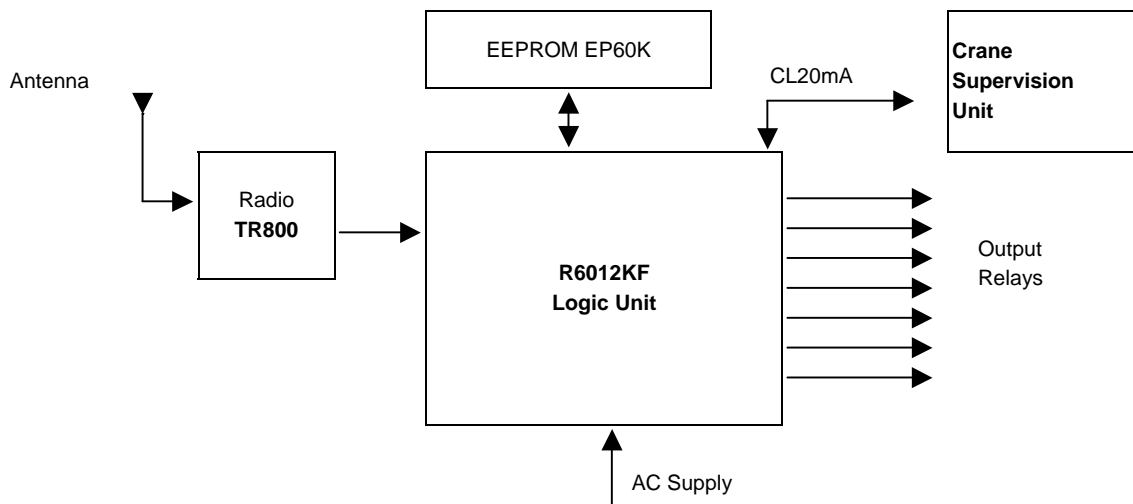 EEPROM EP60K
Antenna
CL20mA
Crane
Supervision
Unit
Radio
TR800
R6012KF
Logic Unit
Output
Relays
AC Supply